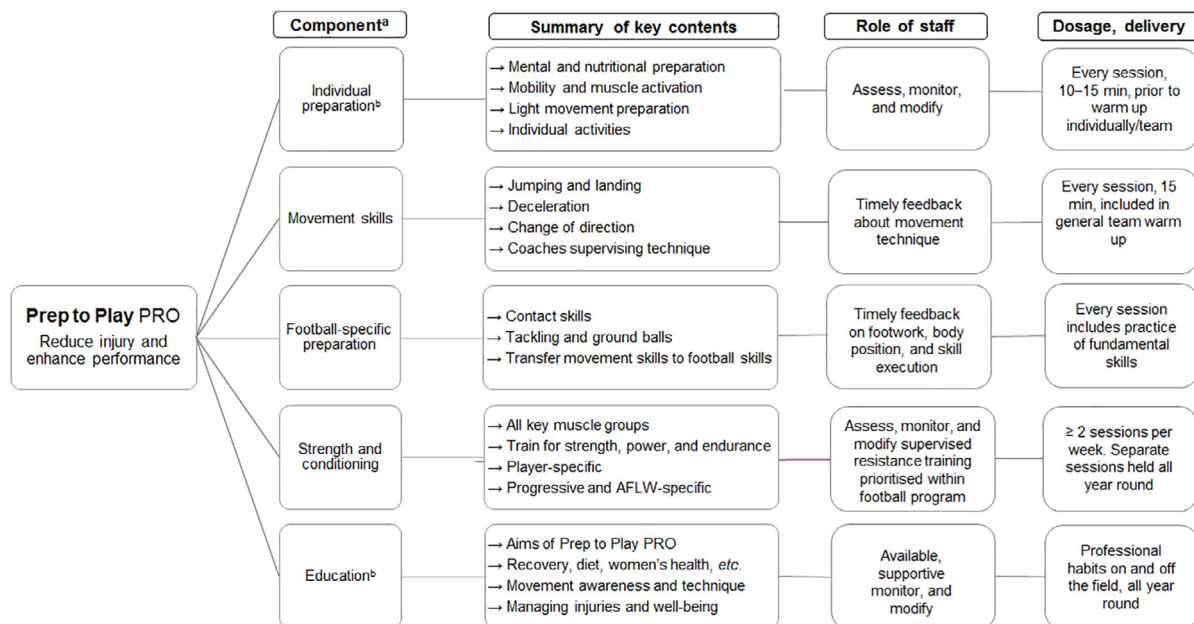 Componentᵃ
Summary of key contents
Role of staff
Dosage, delivery
Prep to Play PRO
Reduce injury and
enhance performance
Individual
preparationᵇ
→ Mental and nutritional preparation
→ Mobility and muscle activation
→ Light movement preparation
→ Individual activities
Assess, monitor,
and modify
Every session,
10–15 min, prior to
warm up
individually/team
Movement skills
→ Jumping and landing
→ Deceleration
→ Change of direction
→ Coaches supervising technique
Timely feedback
about movement
technique
Every session, 15
min, included in
general team warm
up
Football-specific
preparation
→ Contact skills
→ Tackling and ground balls
→ Transfer movement skills to football skills
Timely feedback
on footwork, body
position, and skill
execution
Every session
includes practice
of fundamental
skills
Strength and
conditioning
→ All key muscle groups
→ Train for strength, power, and endurance
→ Player-specific
→ Progressive and AFLW-specific
Assess, monitor, and
modify supervised
resistance training
prioritised within
football program
≥ 2 sessions per
week. Separate
sessions held all
year round
Educationᵇ
→ Aims of Prep to Play PRO
→ Recovery, diet, women's health, etc.
→ Movement awareness and technique
→ Managing injuries and well-being
Available,
supportive
monitor, and
modify
Professional
habits on and off
the field, all year
round